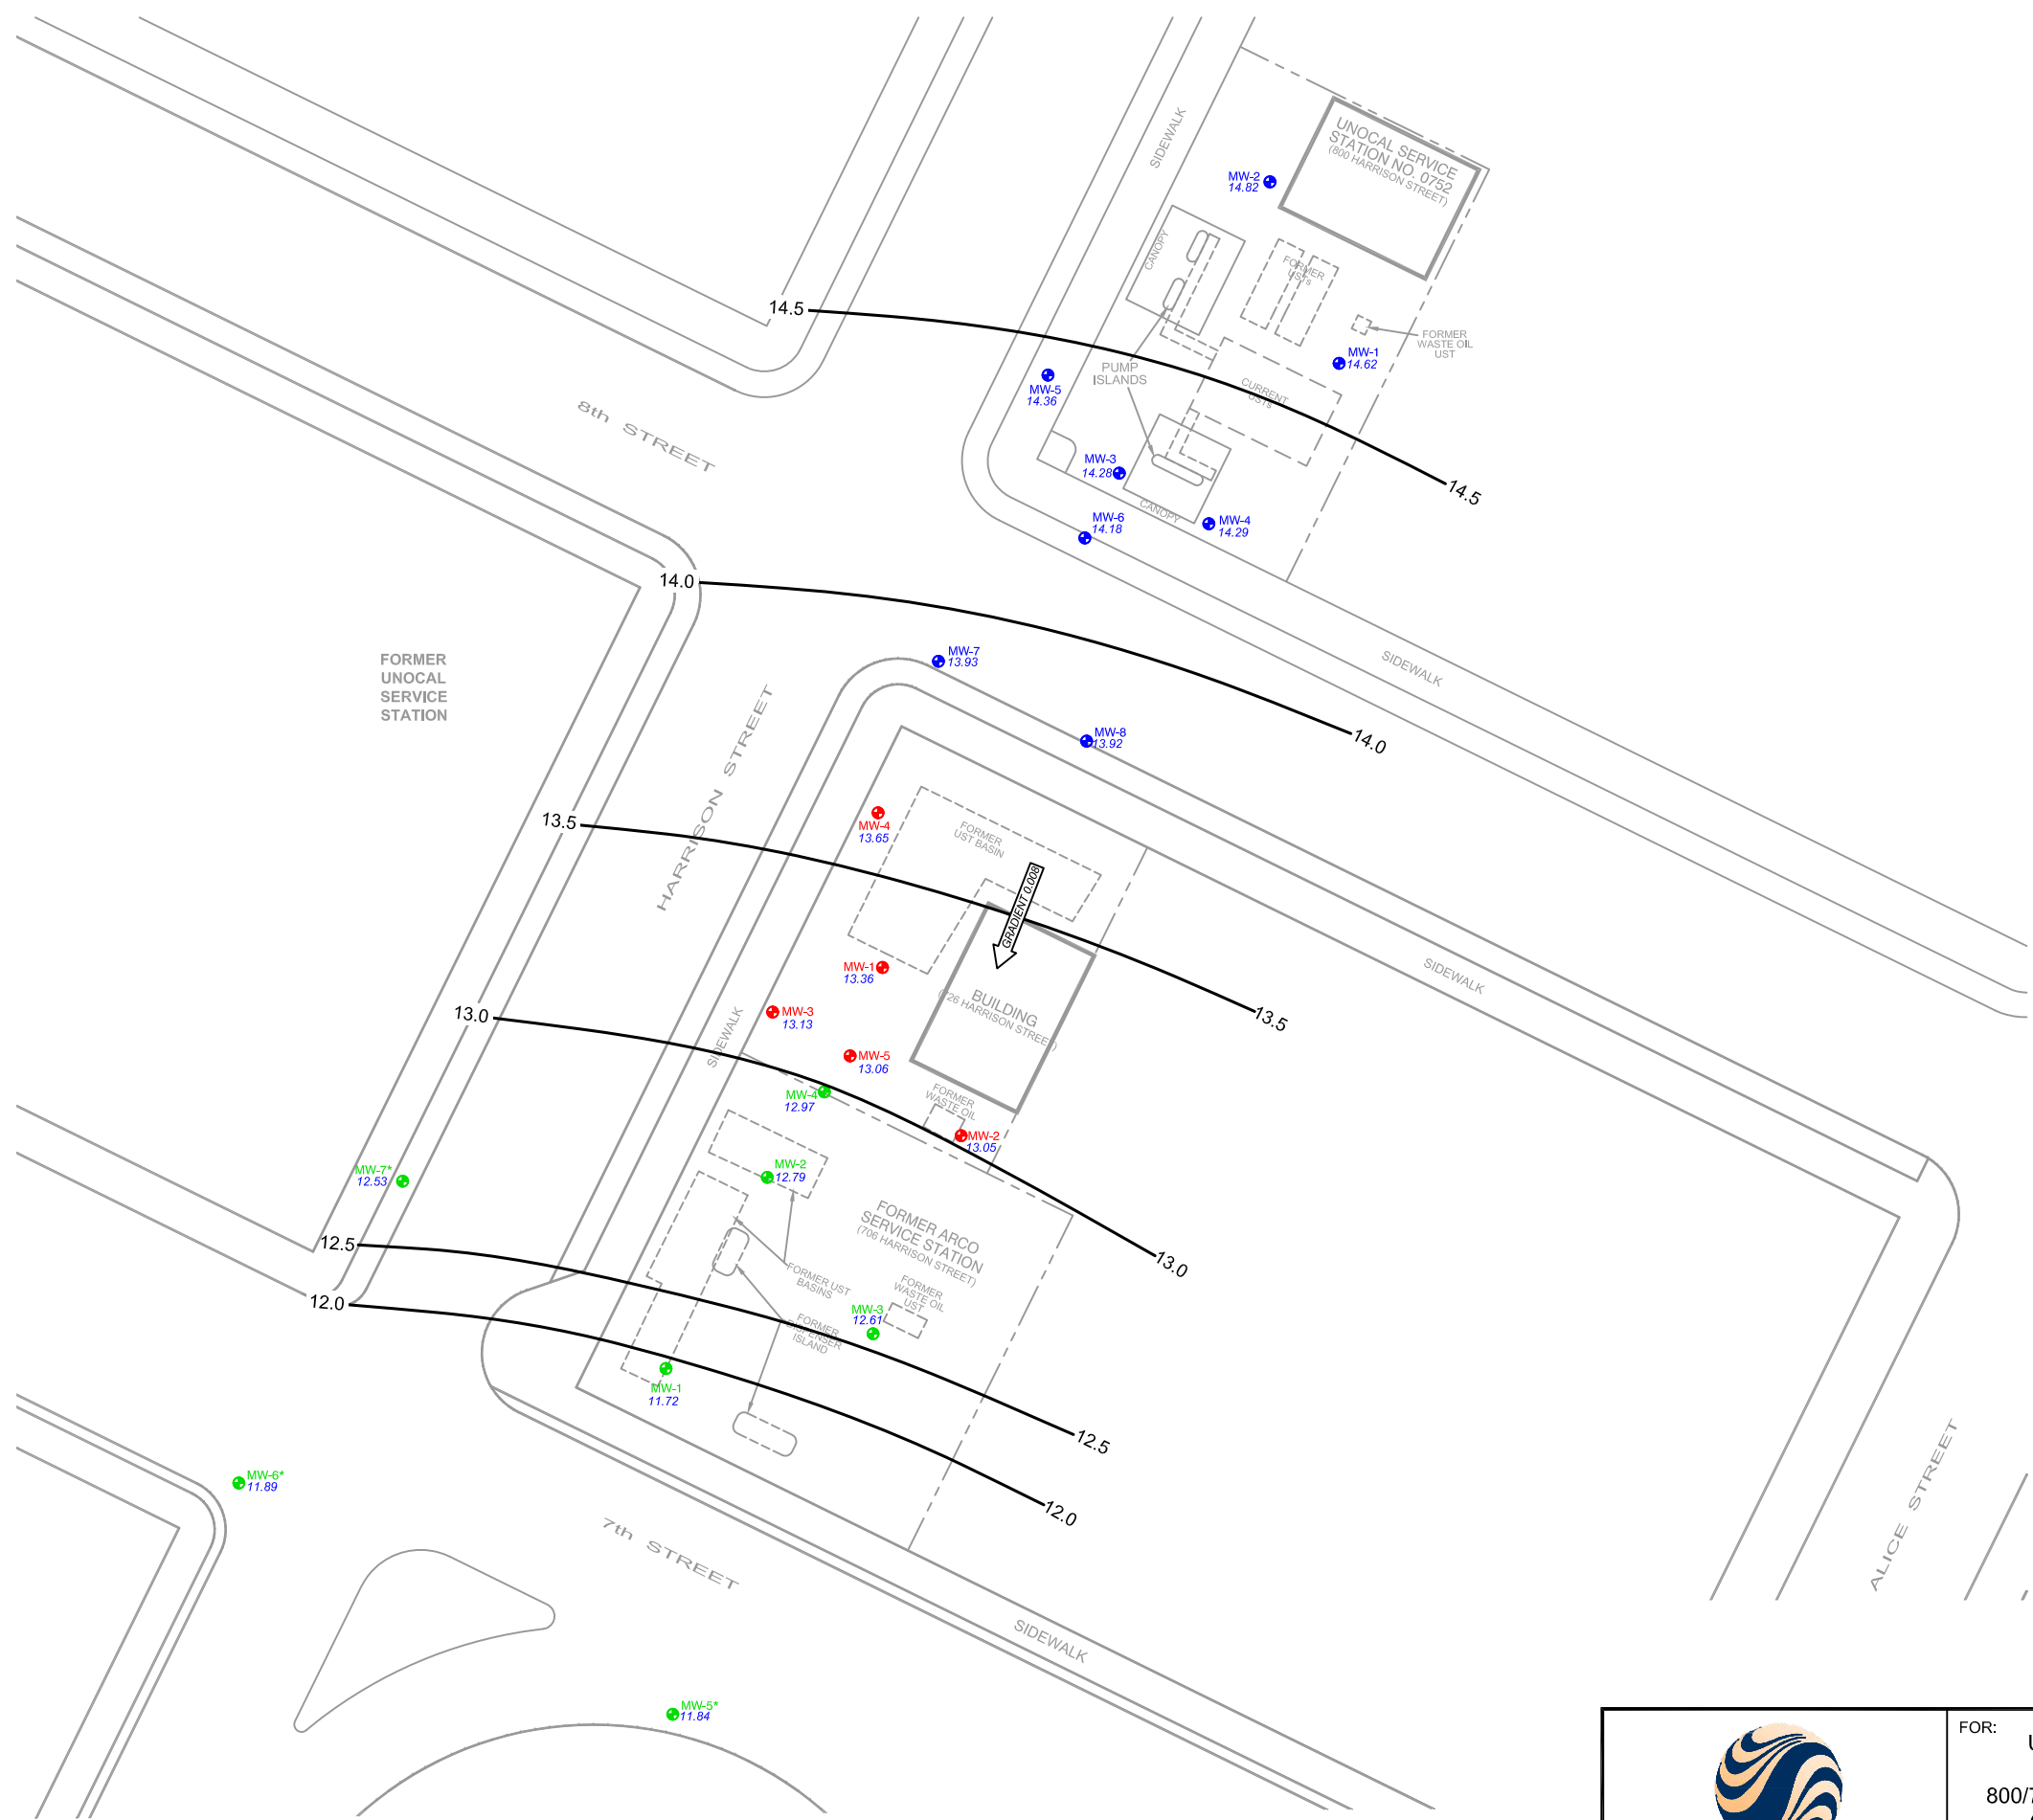 SIDEWALK
UNOCAL SERVICE
STATION NO. 0752
(800 HARRISON STREET)
MW-2
14.82
CANOPY
FORMER
USTs
14.5
FORMER
WASTE OIL
UST
MW-1
14.62
PUMP
ISLANDS
MW-5
14.36
CURRENT
USTs
8th STREET
MW-3
14.28
14.5
CANOPY
MW-6
14.18
MW-4
14.29
14.0
FORMER
UNOCAL
SERVICE
STATION
MW-7
13.93
SIDEWALK
HARRISON STREET
MW-8
13.92
14.0
13.5
MW-4
13.65
FORMER
UST BASIN
GRADIENT 0.008
MW-1
13.36
SIDEWALK
13.0
MW-3
13.13
BUILDING
(726 HARRISON STREET)
13.5
SIDEWALK
MW-5
13.06
MW-4
12.97
FORMER
WASTE OIL
MW-2
13.05
MW-7*
12.53
MW-2
12.79
FORMER ARCO
SERVICE STATION
(706 HARRISON STREET)
12.5
13.0
FORMER UST
BASINS
FORMER
WASTE OIL
UST
12.0
MW-3
12.61
FORMER
DISPENSER
ISLAND
MW-1
11.72
12.5
MW-6*
11.89
12.0
ALICE STREET
7th STREET
SIDEWALK
MW-5*
11.84
FOR:
U
800/7